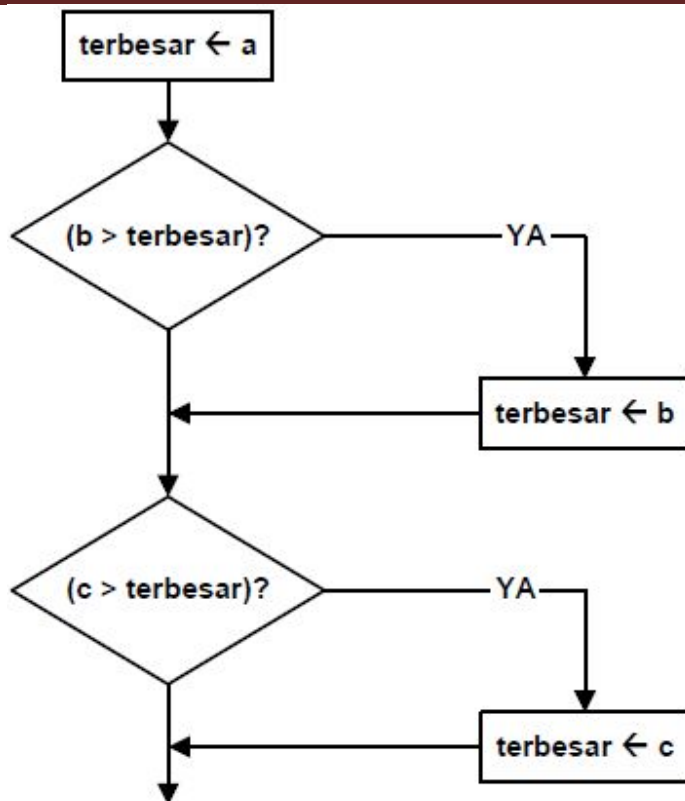 terbesar ← a
(b > terbesar)?
YA
terbesar ← b
(c > terbesar)?
YA
terbesar ← c